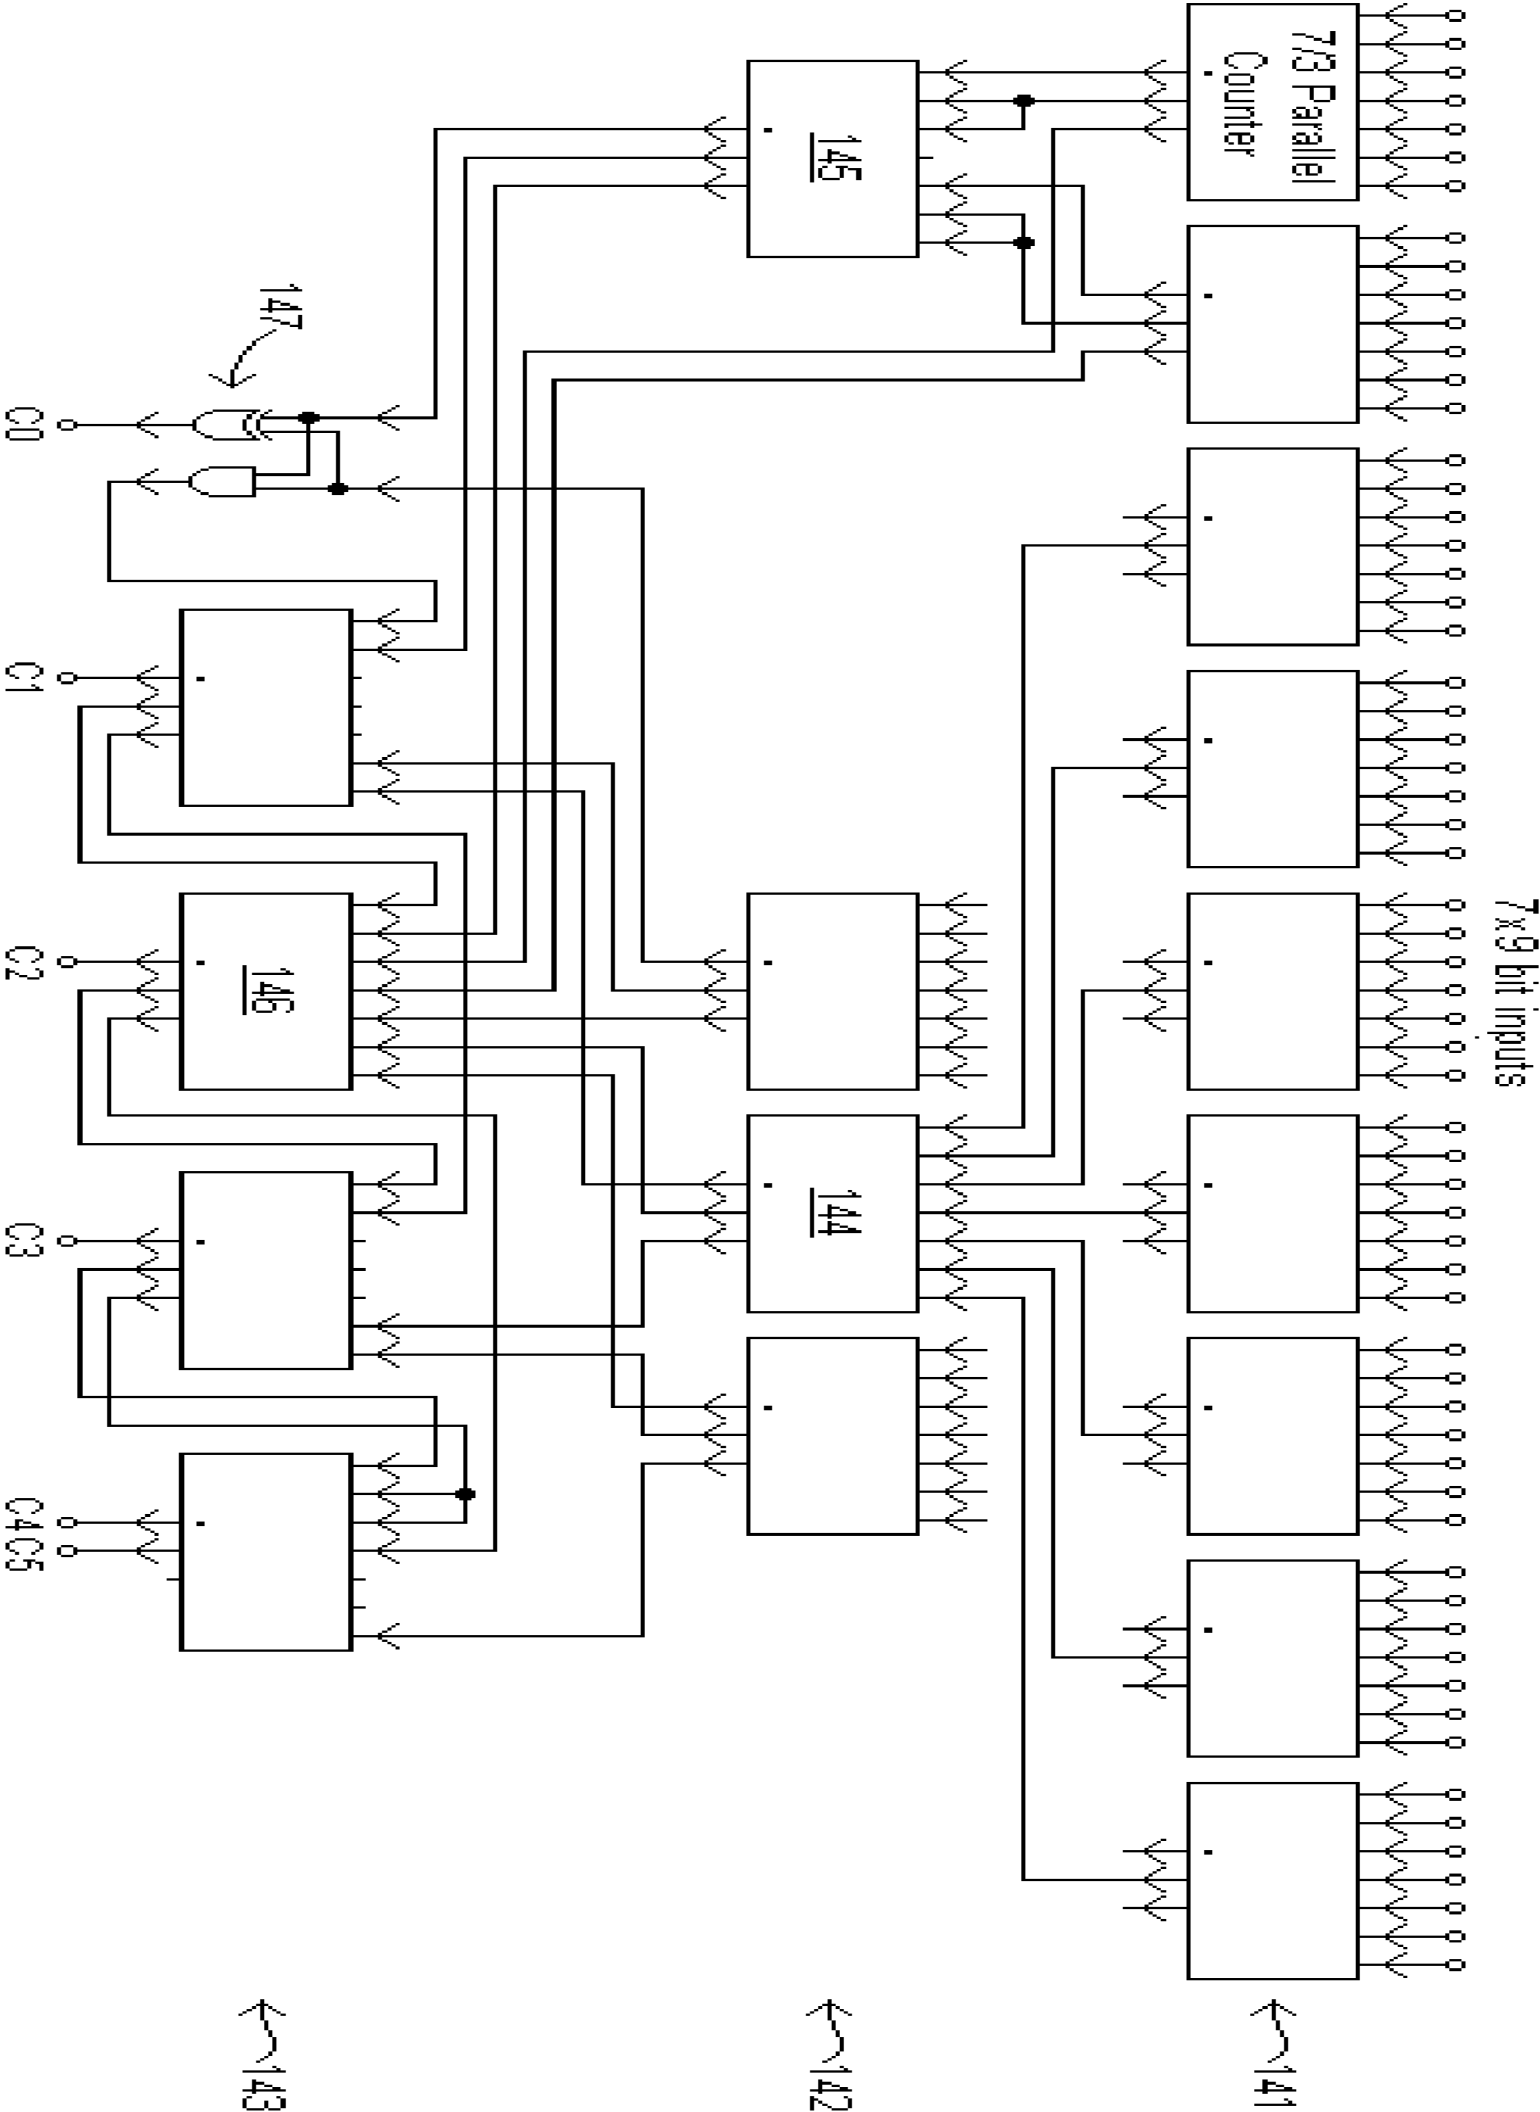 7x9 bit inputs
7/3 Parallel
Counter
141
145
144
142
147
146
143
C0
C1
C2
C3
C4
C5